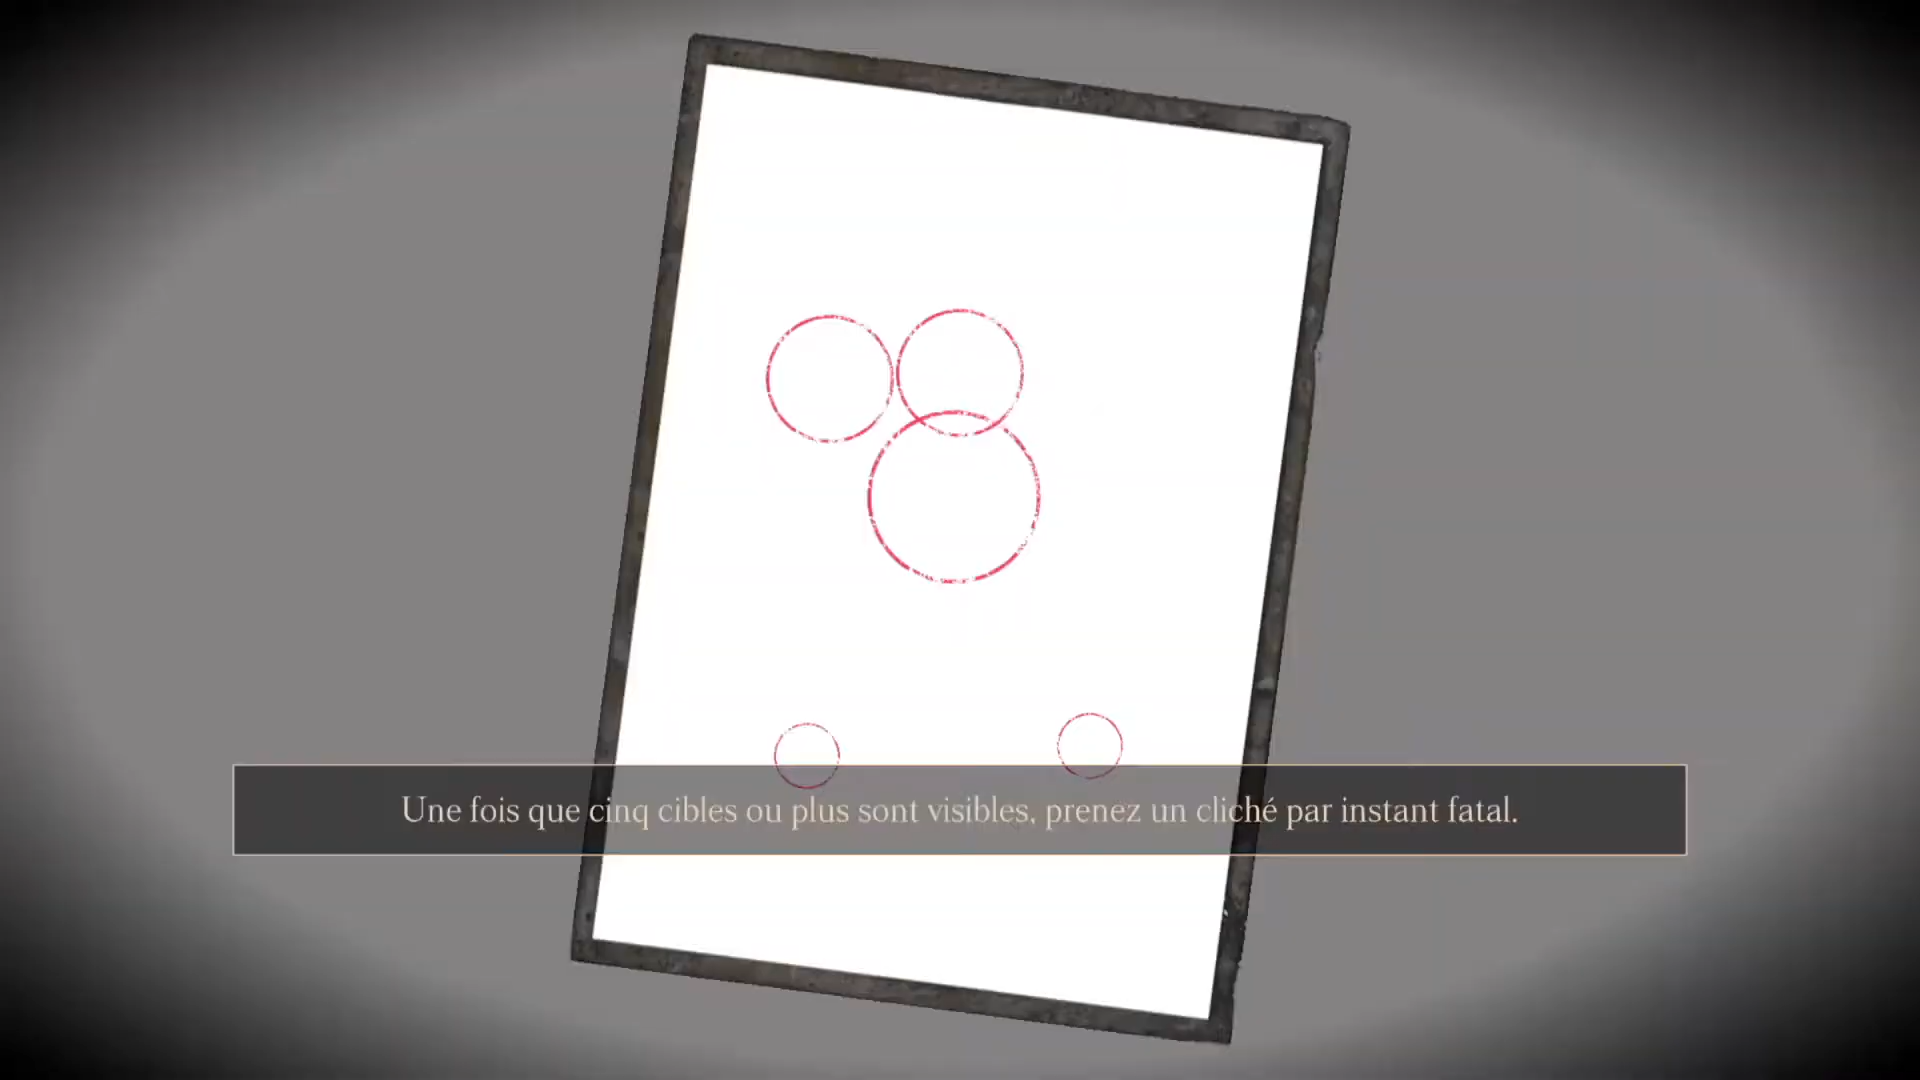 Une fois que cinq cibles ou plus sont visibles, prenez un cliché par instant fatal.